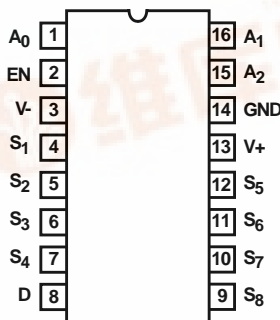 A0 1 16 A1
EN 2 15 A2
V- 3 14 GND
S1 4 13 V+
S2 5 12 S5
S3 6 11 S6
S4 7 10 S7
D 8 9 S8